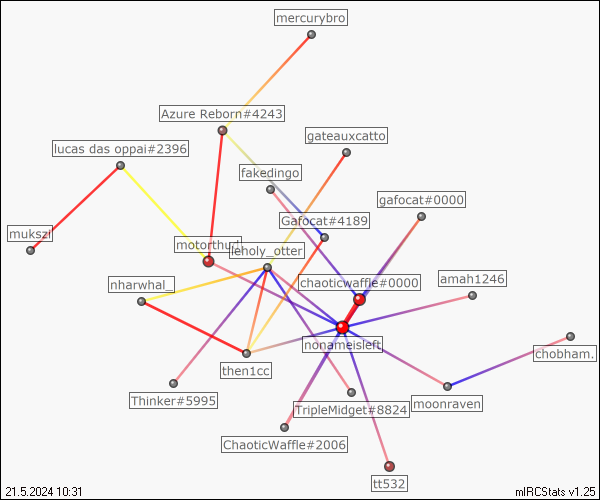 mercurybro
Azure Reborn#4243
gateauxcatto
lucas das oppai#2396
fakedingo
gafocat#0000
Gafocat#4189
mukszi
leholy_otter
chaoticwaffle#0000
amah1246
nharwhal_
nonameisleft
chobham.
then1cc
Thinker#5995
moonraven
TripleMidget#8824
ChaoticWaffle#2006
tt532
21.5.2024 10:31
mIRCStats v1.25